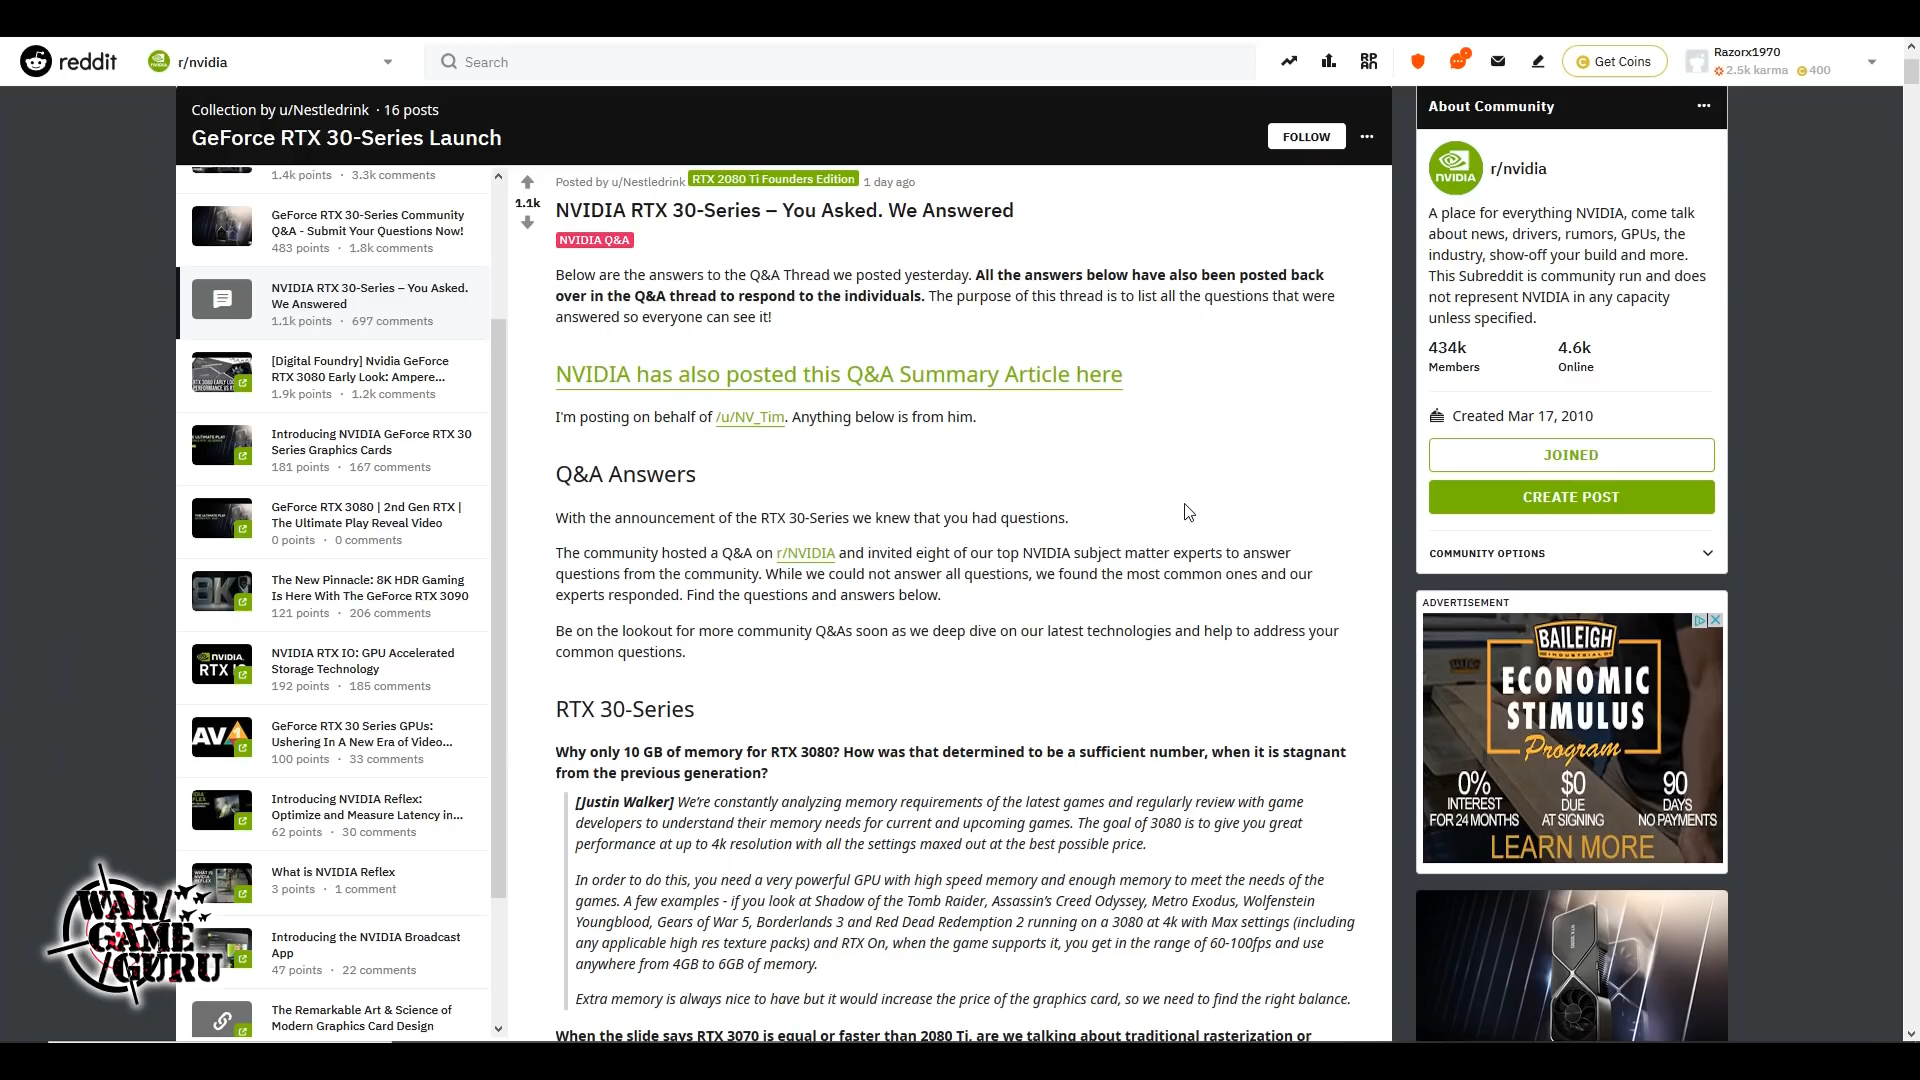 reddit
r/nvidia
Search
Get Coins
Razorx1970
2.5k karma 400
Collection by u/Nestledrink · 16 posts
GeForce RTX 30-Series Launch
FOLLOW
1.4k points · 3.3k comments
GeForce RTX 30-Series Community
Q&A - Submit Your Questions Now!
483 points · 1.8k comments
NVIDIA RTX 30-Series – You Asked.
We Answered
1.1k points · 697 comments
[Digital Foundry] Nvidia GeForce
RTX 3080 Early Look: Ampere...
1.9k points · 1.2k comments
Introducing NVIDIA GeForce RTX 30
Series Graphics Cards
181 points · 167 comments
GeForce RTX 3080 | 2nd Gen RTX |
The Ultimate Play Reveal Video
0 points · 0 comments
8K
The New Pinnacle: 8K HDR Gaming
Is Here With The GeForce RTX 3090
121 points · 206 comments
NVIDIA.
RTX IO
NVIDIA RTX IO: GPU Accelerated
Storage Technology
192 points · 185 comments
AV1
GeForce RTX 30 Series GPUs:
Ushering In A New Era of Video...
100 points · 33 comments
Introducing NVIDIA Reflex:
Optimize and Measure Latency in...
62 points · 30 comments
What is NVIDIA Reflex
3 points · 1 comment
Introducing the NVIDIA Broadcast
App
47 points · 22 comments
The Remarkable Art & Science of
Modern Graphics Card Design
WAR/
GAME
GURU
1.1k
Posted by u/Nestledrink RTX 2080 Ti Founders Edition 1 day ago
NVIDIA RTX 30-Series – You Asked. We Answered
NVIDIA Q&A
Below are the answers to the Q&A Thread we posted yesterday. All the answers below have also been posted back
over in the Q&A thread to respond to the individuals. The purpose of this thread is to list all the questions that were
answered so everyone can see it!
NVIDIA has also posted this Q&A Summary Article here
I'm posting on behalf of /u/NV_Tim. Anything below is from him.
Q&A Answers
With the announcement of the RTX 30-Series we knew that you had questions.
The community hosted a Q&A on r/NVIDIA and invited eight of our top NVIDIA subject matter experts to answer
questions from the community. While we could not answer all questions, we found the most common ones and our
experts responded. Find the questions and answers below.
Be on the lookout for more community Q&As soon as we deep dive on our latest technologies and help to address your
common questions.
RTX 30-Series
Why only 10 GB of memory for RTX 3080? How was that determined to be a sufficient number, when it is stagnant
from the previous generation?
[Justin Walker] We're constantly analyzing memory requirements of the latest games and regularly review with game
developers to understand their memory needs for current and upcoming games. The goal of 3080 is to give you great
performance at up to 4k resolution with all the settings maxed out at the best possible price.
In order to do this, you need a very powerful GPU with high speed memory and enough memory to meet the needs of the
games. A few examples - if you look at Shadow of the Tomb Raider, Assassin's Creed Odyssey, Metro Exodus, Wolfenstein
Youngblood, Gears of War 5, Borderlands 3 and Red Dead Redemption 2 running on a 3080 at 4k with Max settings (including
any applicable high res texture packs) and RTX On, when the game supports it, you get in the range of 60-100fps and use
anywhere from 4GB to 6GB of memory.
Extra memory is always nice to have but it would increase the price of the graphics card, so we need to find the right balance.
When the slide says RTX 3070 is equal or faster than 2080 Ti, are we talking about traditional rasterization or
About Community
NVIDIA
r/nvidia
A place for everything NVIDIA, come talk
about news, drivers, rumors, GPUs, the
industry, show-off your build and more.
This Subreddit is community run and does
not represent NVIDIA in any capacity
unless specified.
434k 4.6k
Members Online
Created Mar 17, 2010
JOINED
CREATE POST
COMMUNITY OPTIONS
ADVERTISEMENT
BAILEIGH
INDUSTRIAL
ECONOMIC
STIMULUS
Program
0% $0 90
INTEREST DUE DAYS
FOR 24 MONTHS AT SIGNING NO PAYMENTS
LEARN MORE